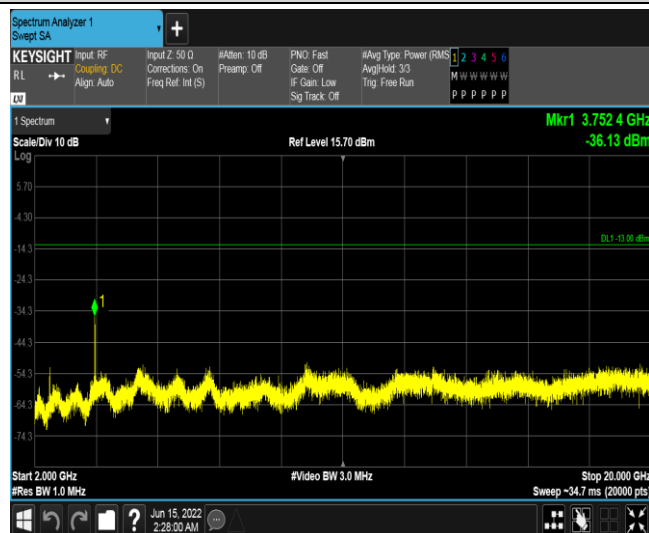 Spectrum Analyzer 1
Swept SA
KEYSIGHT
RL
Input: RF
Coupling: DC
Align: Auto
Input Z: 50 Ω
Corrections: On
Freq Ref: Int (S)
#Atten: 10 dB
Preamp: Off
PNO: Fast
Gate: Off
IF Gain: Low
Sig Track: Off
#Avg Type: Power (RMS
Avg|Hold: 3/3
Trig: Free Run
1 2 3 4 5 6
M W W W W W
P P P P P P
LXI
1 Spectrum
Mkr1 3.752 4 GHz
Scale/Div 10 dB
Ref Level 15.70 dBm
-36.13 dBm
Log
5.70
-4.30
DL1 -13.00 dBm
-14.3
-24.3
1
-34.3
-44.3
-54.3
-64.3
-74.3
Start 2.000 GHz
#Video BW 3.0 MHz
Stop 20.000 GHz
#Res BW 1.0 MHz
Sweep ~34.7 ms (20000 pts)
?
Jun 15, 2022
2:28:00 AM